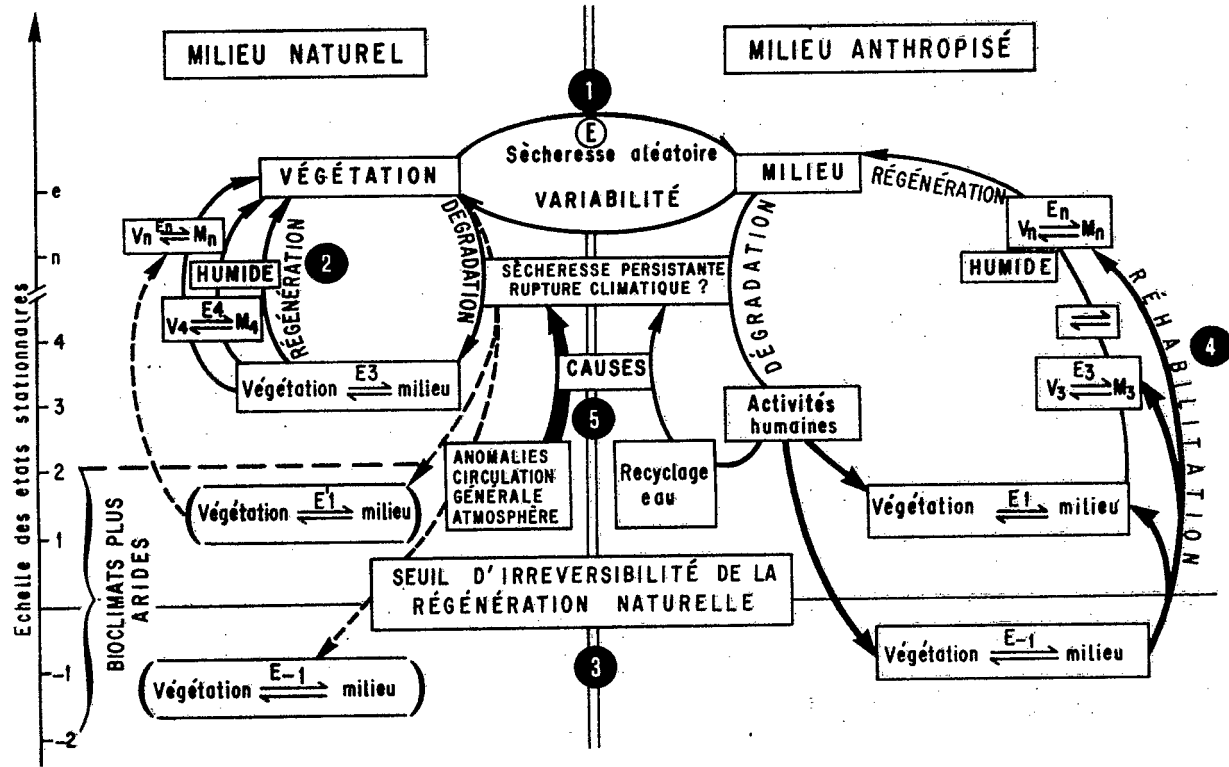 MILIEU NATUREL
MILIEU ANTHROPISÉ
1
E
Sècheresse aléatoire
VARIABILITÉ
VÉGÉTATION
MILIEU
RÉGÉNÉRATION
Vn En Mn
HUMIDE
RÉGÉNÉRATION
2
DÉGRADATION
V4 E4 M4
Végétation E3 milieu
SÈCHERESSE PERSISTANTE
RUPTURE CLIMATIQUE ?
DÉGRADATION
CAUSES
5
ANOMALIES
CIRCULATION
GÉNÉRALE
ATMOSPHÈRE
Recyclage
eau
Activités
humaines
Vn En Mn
HUMIDE
V3 E3 M3
RÉHABILITATION
4
Végétation E'1 milieu
Végétation E1 milieu
SEUIL D'IRREVERSIBILITÉ DE LA
RÉGÉNÉRATION NATURELLE
Végétation E-1 milieu
3
Végétation E-1 milieu
BIOCLIMATS PLUS
ARIDES
Echelle des etats stationnaires
e
n
4
3
2
1
0
-1
-2